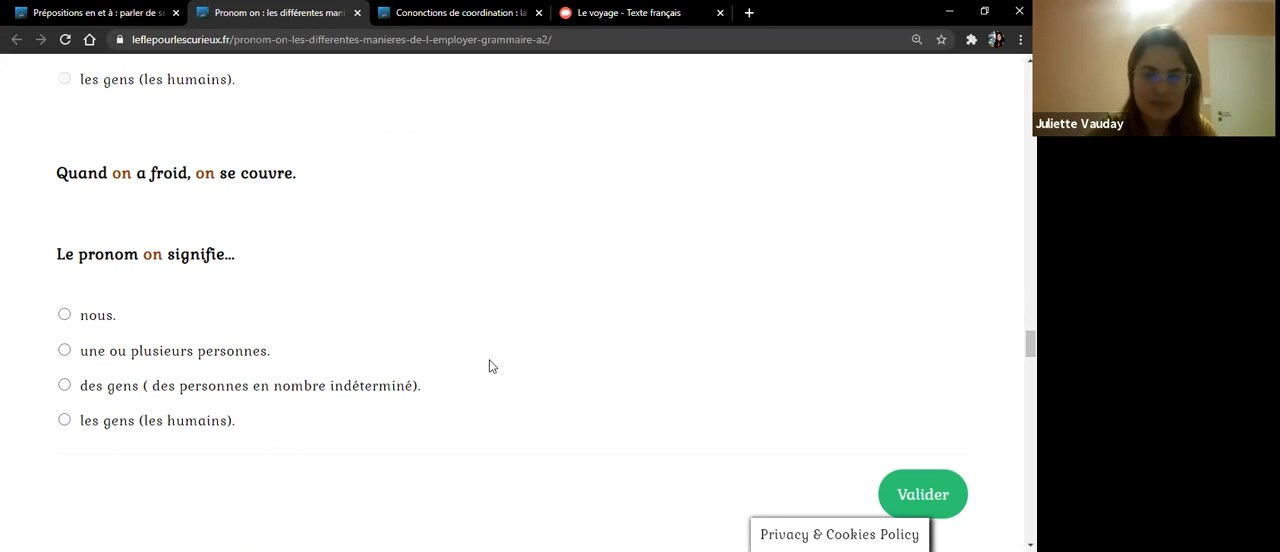 Prépositions en et à : parler de se
Pronom on : les différentes mani
Cononctions de coordination : la
Le voyage - Texte français
leflepourlescurieux.fr/pronom-on-les-differentes-manieres-de-l-employer-grammaire-a2/
les gens (les humains).
Juliette Vauday
Quand on a froid, on se couvre.
Le pronom on signifie...
nous.
une ou plusieurs personnes.
des gens ( des personnes en nombre indéterminé).
les gens (les humains).
Valider
Privacy & Cookies Policy